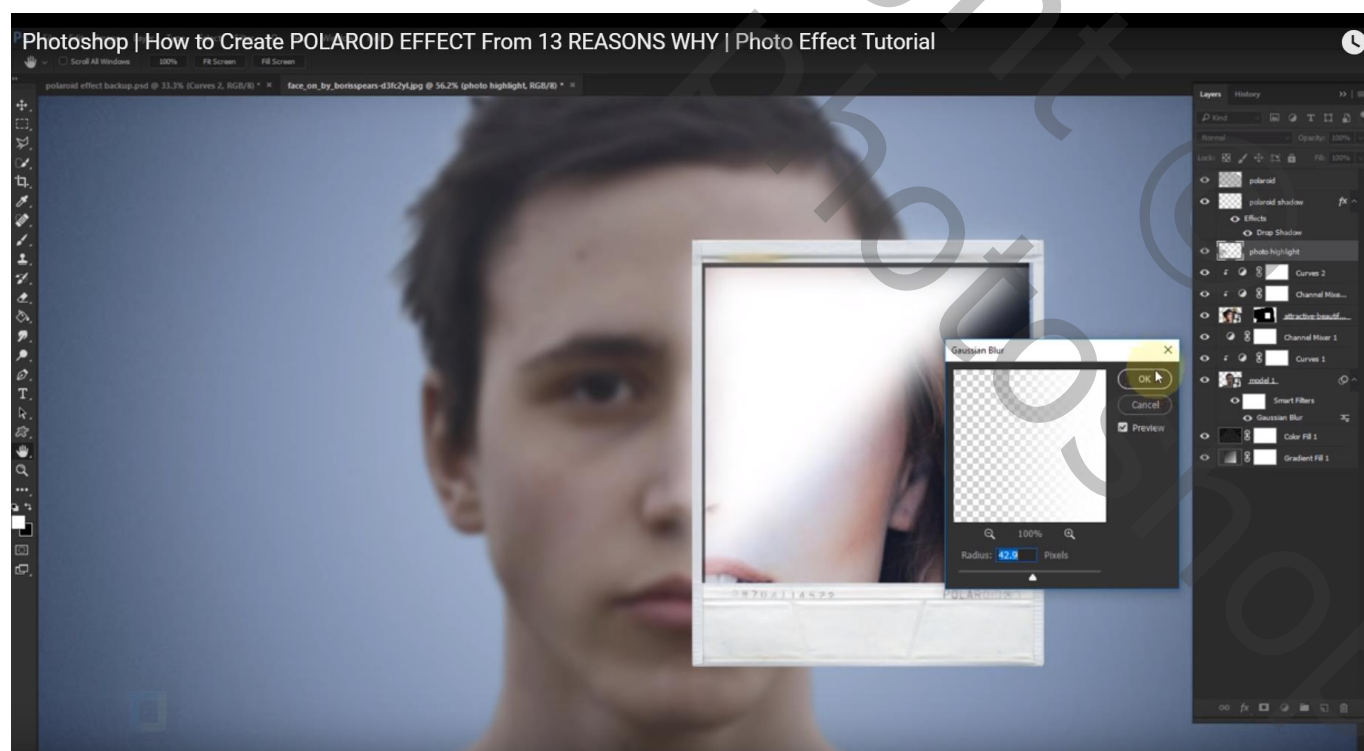 Photoshop | How to Create POLAROID EFFECT From 13 REASONS WHY | Photo Effect Tutorial
Scroll All Windows 100% Fit Screen Fill Screen
polaroid effect backup.psd @ 33.3% (Curves 2, RGB/8) * × face_on_by_borisspears-d3fc2yl.jpg @ 56.2% (photo highlight, RGB/8) * ×
Layers History
Kind
Normal Opacity: 100%
Lock: Fill: 100%
polaroid
polaroid shadow fx
Effects
Drop Shadow
photo highlight
Curves 2
Channel Mixe...
attractive-beautif...
Channel Mixer 1
Curves 1
model 1
Smart Filters
Gaussian Blur
Color Fill 1
Gradient Fill 1
Gaussian Blur
OK
Cancel
Preview
100%
Radius: 42.9 Pixels
POLAROID
fx
Photoshop